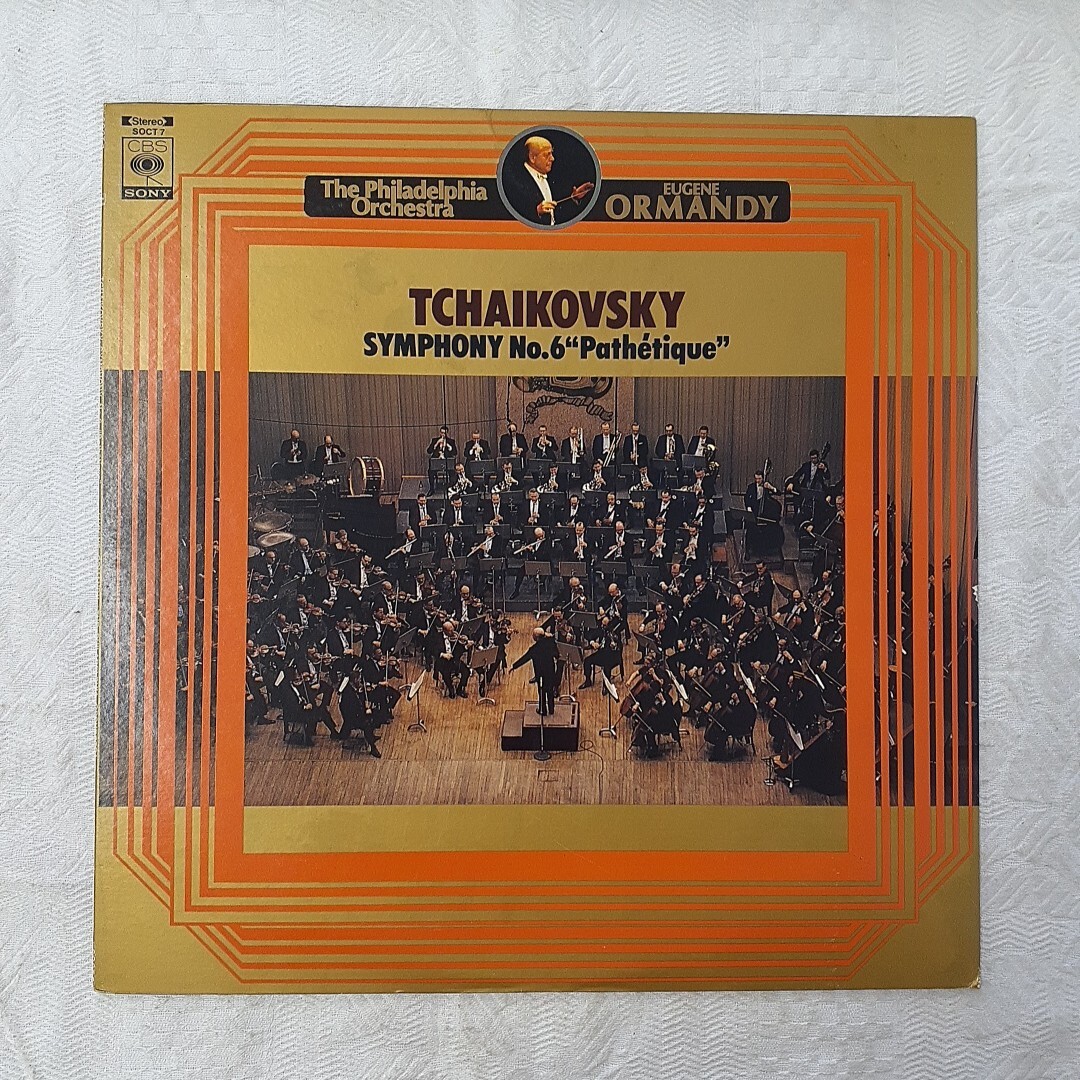 Stereo
SOCT 7
CBS
SONY
The Philadelphia
Orchestra
EUGENE
ORMANDY
TCHAIKOVSKY
SYMPHONY No.6“Pathétique”